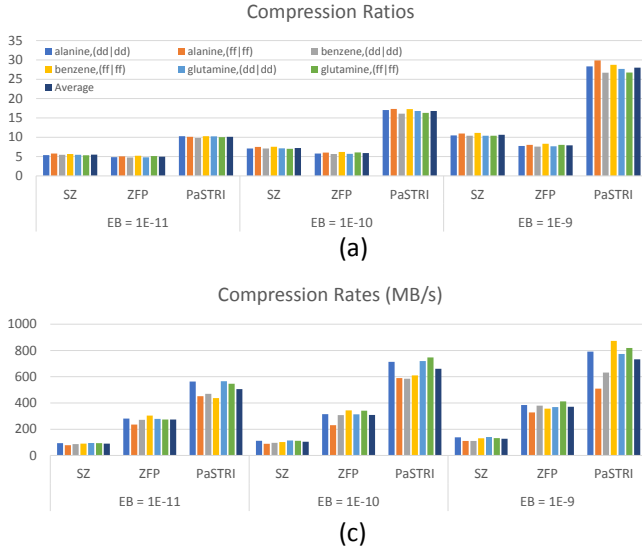 Compression Ratios
35
30
25
20
15
10
5
0
alanine,(dd|dd) alanine,(ff|ff) benzene,(dd|dd)
benzene,(ff|ff) glutamine,(dd|dd) glutamine,(ff|ff)
Average
SZ ZFP PaSTRI SZ ZFP PaSTRI SZ ZFP PaSTRI
EB = 1E-11 EB = 1E-10 EB = 1E-9
(a)
Compression Rates (MB/s)
1000
800
600
400
200
0
SZ ZFP PaSTRI SZ ZFP PaSTRI SZ ZFP PaSTRI
EB = 1E-11 EB = 1E-10 EB = 1E-9
(c)